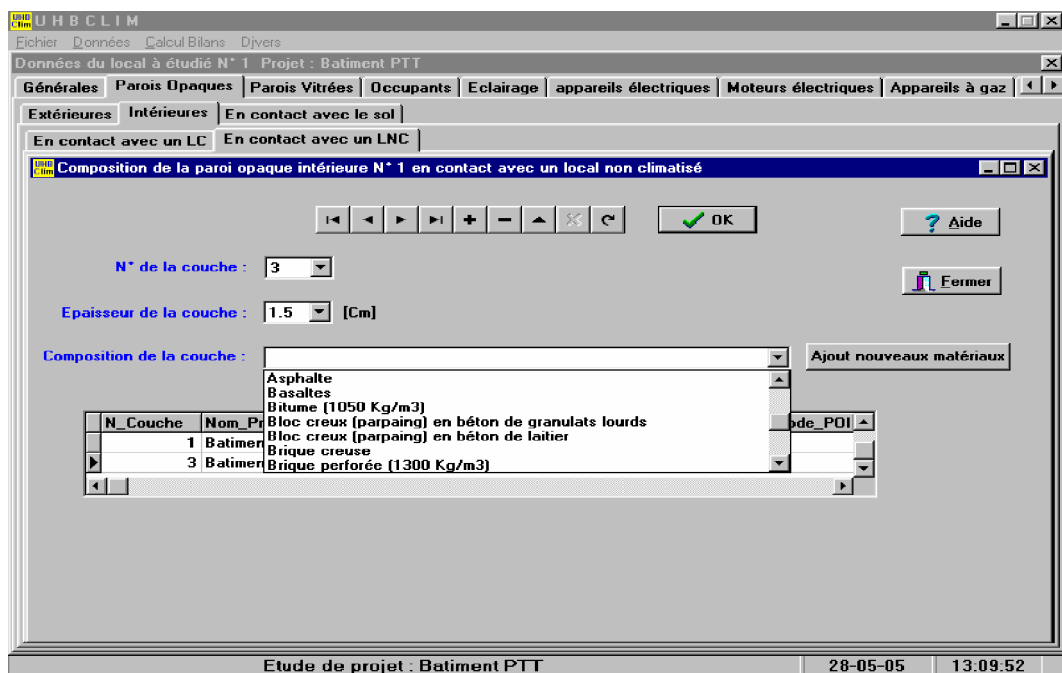 UHB Clim UHBCLIM
Fichier Données Calcul Bilans Divers
Données du local à étudié N° 1 Projet : Batiment PTT
Générales Parois Opaques Parois Vitrées Occupants Eclairage appareils électriques Moteurs électriques Appareils à gaz
Extérieures Intérieures En contact avec le sol
En contact avec un LC En contact avec un LNC
UHB Clim Composition de la paroi opaque intérieure N° 1 en contact avec un local non climatisé
OK
? Aide
N° de la couche : 3
Fermer
Epaisseur de la couche : 1.5 [Cm]
Composition de la couche : Ajout nouveaux matériaux
Asphalte
Basaltes
Bitume (1050 Kg/m3)
N_Couche Nom_Pr Bloc creux (parpaing) en béton de granulats lourds ode_POI
1 Batimen Bloc creux (parpaing) en béton de laitier
Brique creuse
3 Batimen Brique perforée (1300 Kg/m3)
Etude de projet : Batiment PTT 28-05-05 13:09:52